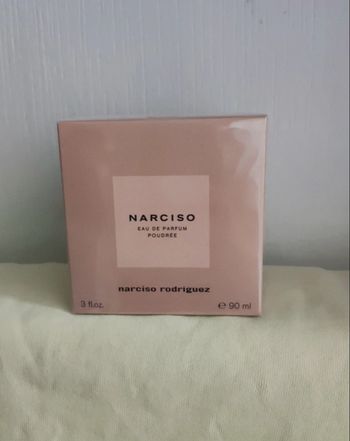 NARCISO
EAU DE PARFUM
POUDRÉE
narciso rodriguez
3 fl.oz.
℮ 90 ml